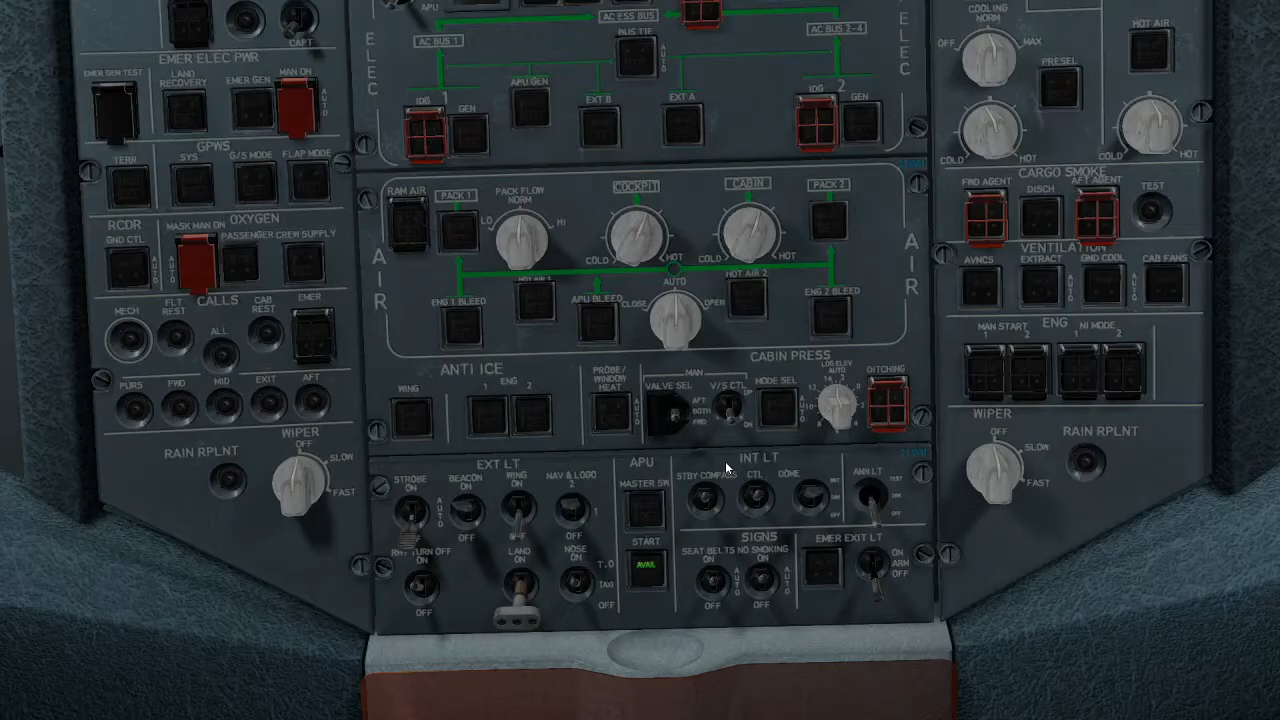 APU
AC ESS BUS
AC BUS 1
AC BUS 2-4
BUS TIE
AUTO
ELEC
ELEC
CAPT
EMER ELEC PWR
EMER GEN TEST
LAND RECOVERY
EMER GEN
MAN ON
AUTO
IDG
1
GEN
APU GEN
EXT B
EXT A
IDG
2
GEN
COOLING
NORM
OFF
MAX
HOT AIR
PRESEL
COLD
HOT
COLD
HOT
GPWS
TERR
SYS
G/S MODE
FLAP MODE
RCDR
OXYGEN
GND CTL
MASK MAN ON
PASSENGER
CREW SUPPLY
AUTO
AUTO
CALLS
MECH
FLT REST
ALL
CAB REST
EMER
PURS
FWD
MID
EXIT
AFT
WIPER
RAIN RPLNT
OFF
SLOW
FAST
AIR
RAM AIR
PACK 1
PACK FLOW
NORM
LO
HI
COCKPIT
CABIN
PACK 2
COLD
HOT
COLD
HOT
AIR
ENG 1 BLEED
HOT AIR 1
APU BLEED
AUTO
CLOSE
OPEN
HOT AIR 2
ENG 2 BLEED
CARGO SMOKE
FWD AGENT
DISCH
AFT AGENT
TEST
VENTILATION
AVNCS
EXTRACT
GND COOL
CAB FANS
AUTO
AUTO
ENG
MAN START
1
2
N1 MODE
1
2
WIPER
OFF
SLOW
FAST
RAIN RPLNT
ANTI ICE
WING
1
ENG
2
PROBE/
WINDOW
HEAT
AUTO
CABIN PRESS
MAN
VALVE SEL
AFT
BOTH
FWD
V/S CTL
UP
DN
MODE SEL
AUTO
LDG ELEV
AUTO
DITCHING
EXT LT
STROBE
ON
AUTO
OFF
BEACON
ON
OFF
WING
ON
OFF
NAV & LOGO
2
1
OFF
RWY TURN OFF
ON
OFF
LAND
ON
NOSE
ON
T.O
TAXI
OFF
APU
MASTER SW
START
AVAIL
INT LT
STBY COMPASS
CTL
DOME
BRT
DIM
OFF
ANN LT
TEST
DIM
OFF
SIGNS
SEAT BELTS
ON
AUTO
OFF
NO SMOKING
ON
AUTO
OFF
EMER EXIT LT
ON
ARM
OFF